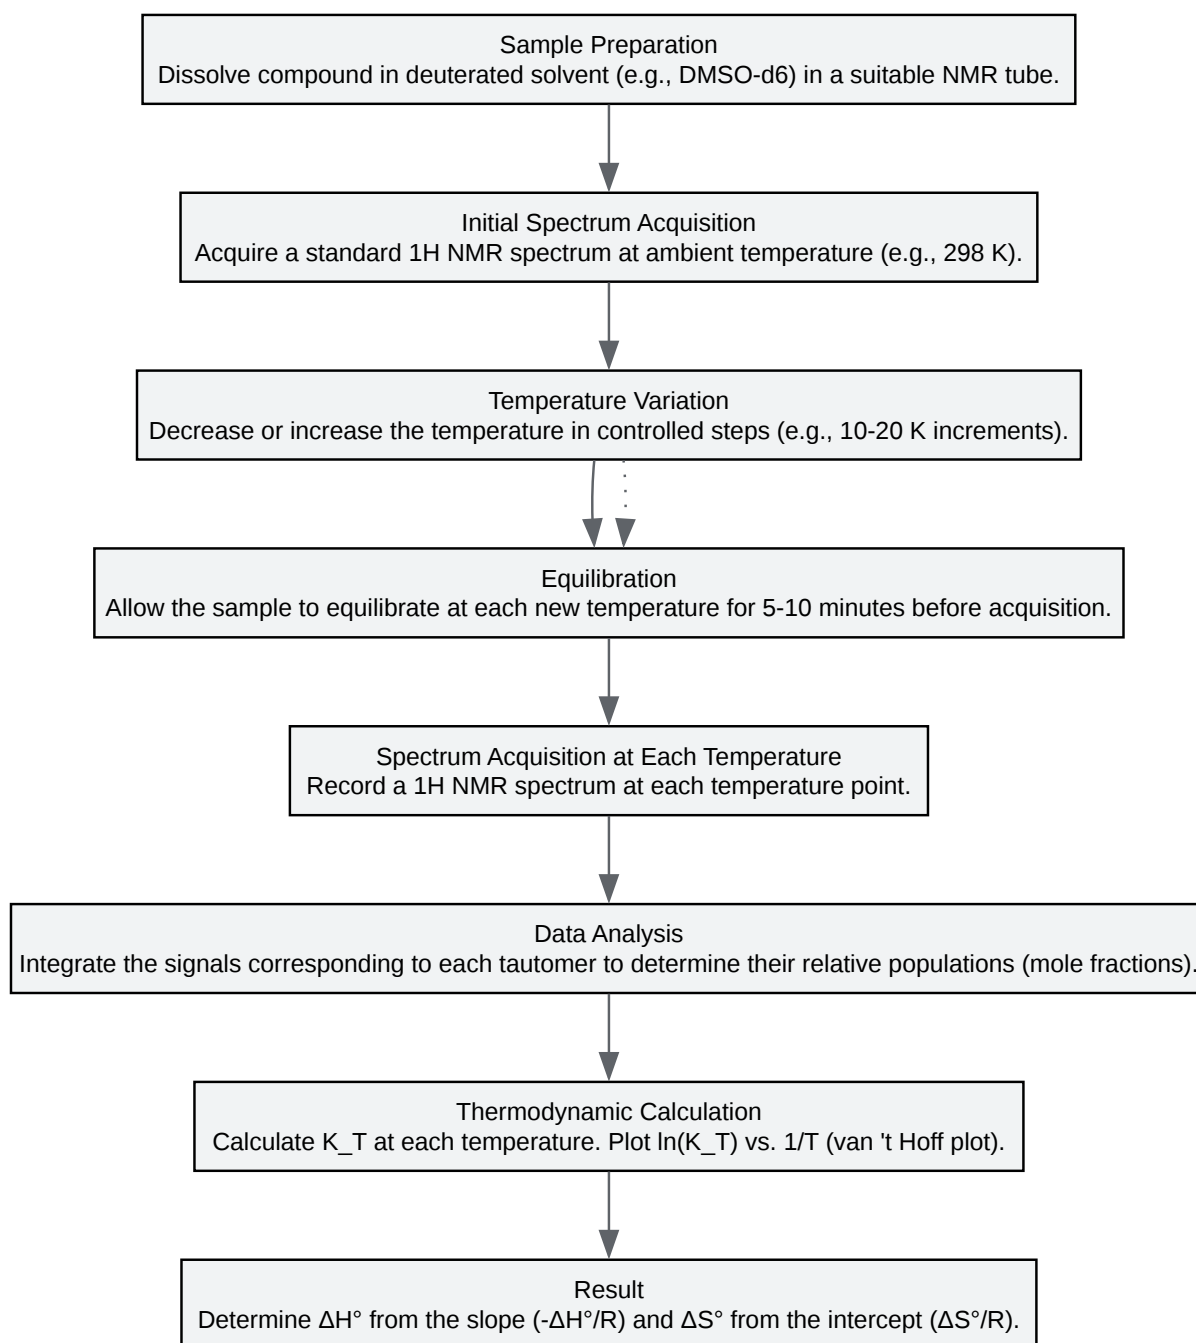 Sample Preparation
Dissolve compound in deuterated solvent (e.g., DMSO-d6) in a suitable NMR tube.
Initial Spectrum Acquisition
Acquire a standard 1H NMR spectrum at ambient temperature (e.g., 298 K).
Temperature Variation
Decrease or increase the temperature in controlled steps (e.g., 10-20 K increments).
Equilibration
Allow the sample to equilibrate at each new temperature for 5-10 minutes before acquisition.
Spectrum Acquisition at Each Temperature
Record a 1H NMR spectrum at each temperature point.
Data Analysis
Integrate the signals corresponding to each tautomer to determine their relative populations (mole fractions).
Thermodynamic Calculation
Calculate K_T at each temperature. Plot ln(K_T) vs. 1/T (van 't Hoff plot).
Result
Determine ΔH° from the slope (-ΔH°/R) and ΔS° from the intercept (ΔS°/R).